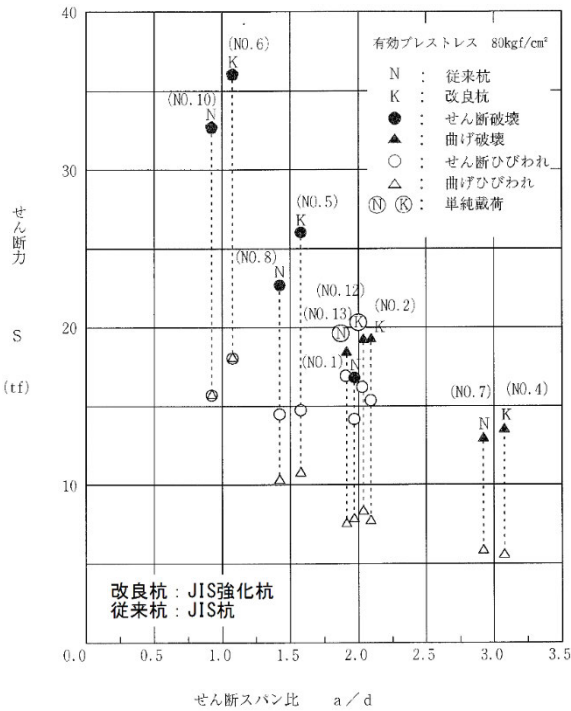 40
30
20
10
0
せん断力
S
(tf)
有効プレストレス 80kgf/cm²
N : 従来杭
K : 改良杭
● : せん断破壊
▲ : 曲げ破壊
○ : せん断ひびわれ
△ : 曲げひびわれ
Ⓝ Ⓚ : 単純載荷
(NO.6)
K
(NO.10)
N
(NO.5)
K
(NO.8)
N
(NO.12)
K
(NO.2)
K
(NO.13)
N
(NO.1)
N
(NO.7)
N
(NO.4)
K
改良杭：JIS強化杭
従来杭：JIS杭
0.0 0.5 1.0 1.5 2.0 2.5 3.0 3.5
せん断スパン比 a／d